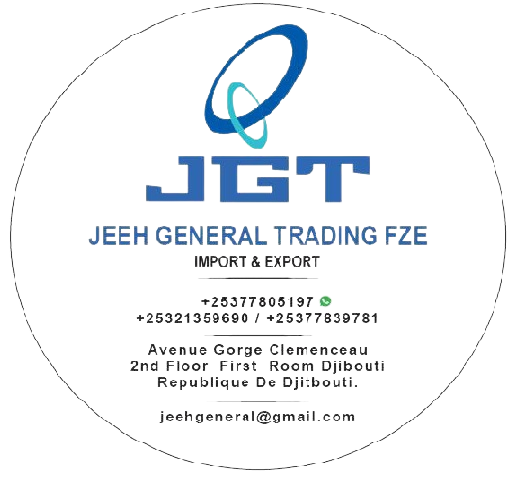 JGT
JEEH GENERAL TRADING FZE
IMPORT & EXPORT
+25377805197
+25321359690 / +25377839781
Avenue Gorge Clemenceau
2nd Floor First Room Djibouti
Republique De Dji:bouti.
jeehgeneral@gmail.com